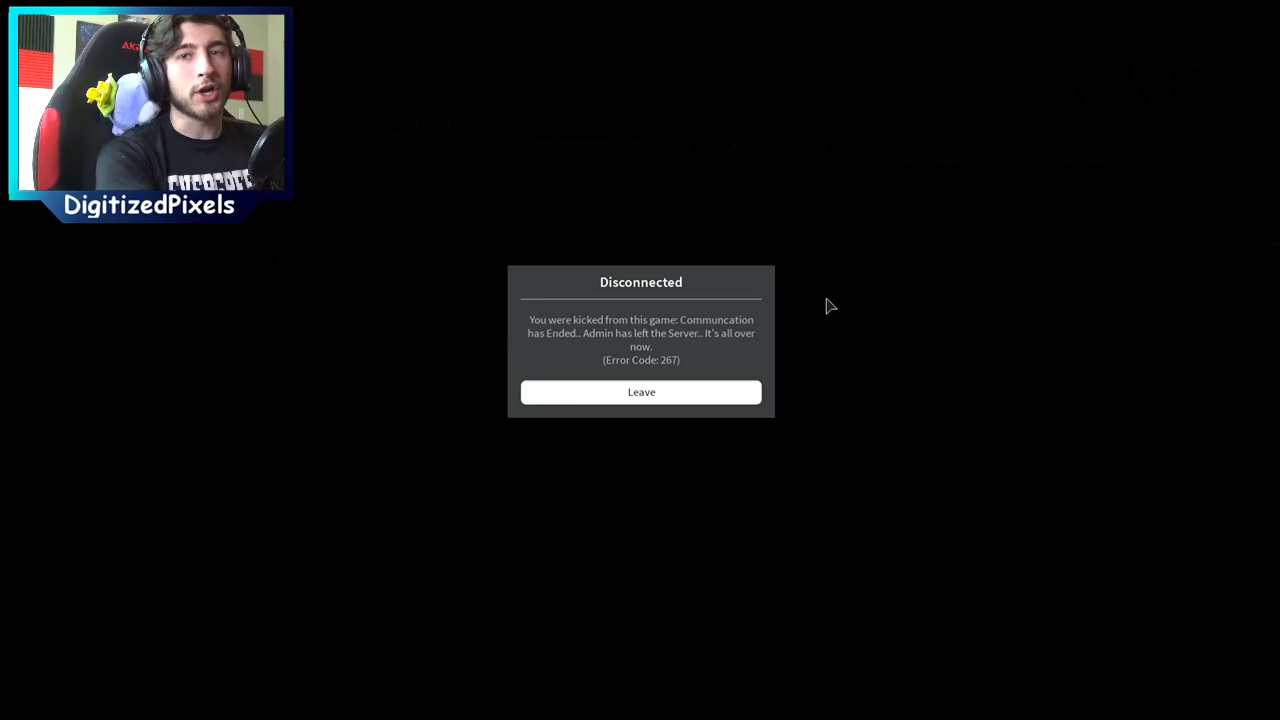 DigitizedPixels
Disconnected
You were kicked from this game: Communcation
has Ended.. Admin has left the Server.. It's all over
now.
(Error Code: 267)
Leave